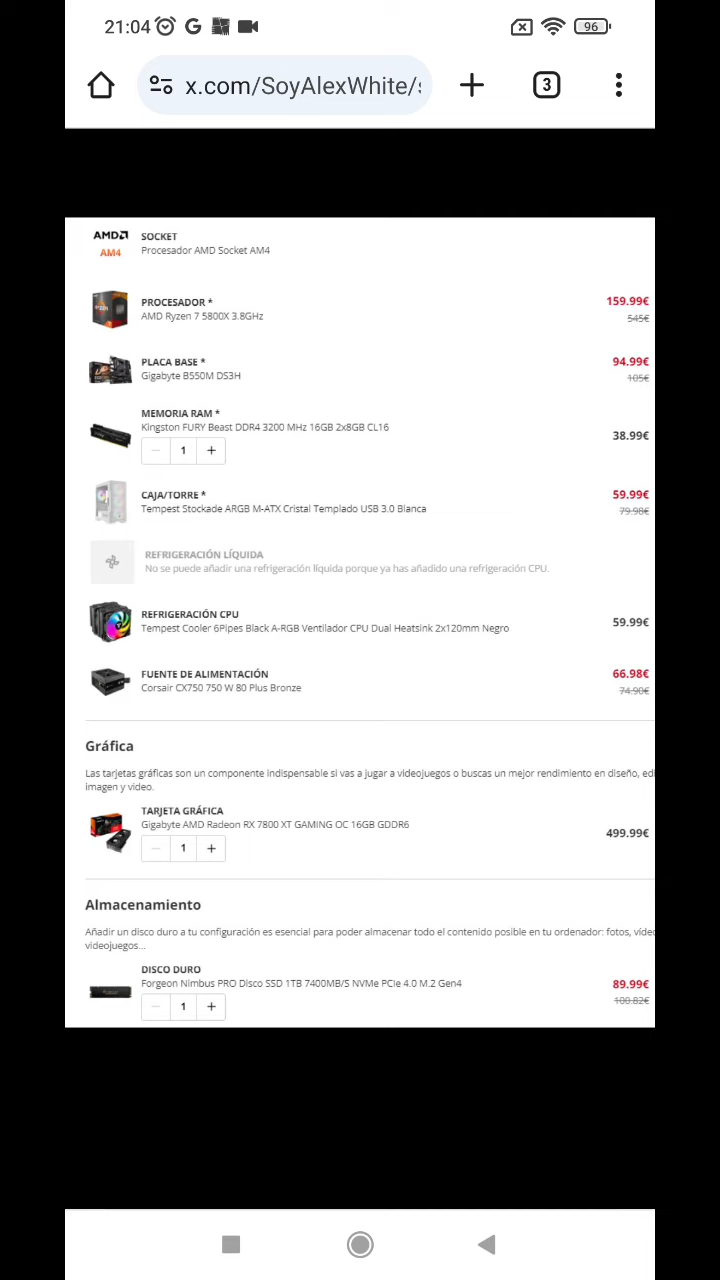 21:04
96
x.com/SoyAlexWhite/s
3
AMD
AM4
SOCKET
Procesador AMD Socket AM4
PROCESADOR *
AMD Ryzen 7 5800X 3.8GHz
159.99€
545€
PLACA BASE *
Gigabyte B550M DS3H
94.99€
105€
MEMORIA RAM *
Kingston FURY Beast DDR4 3200 MHz 16GB 2x8GB CL16
− 1 +
38.99€
CAJA/TORRE *
Tempest Stockade ARGB M-ATX Cristal Templado USB 3.0 Blanca
59.99€
79.98€
REFRIGERACIÓN LÍQUIDA
No se puede añadir una refrigeración líquida porque ya has añadido una refrigeración CPU.
REFRIGERACIÓN CPU
Tempest Cooler 6Pipes Black A-RGB Ventilador CPU Dual Heatsink 2x120mm Negro
59.99€
FUENTE DE ALIMENTACIÓN
Corsair CX750 750 W 80 Plus Bronze
66.98€
74.90€
Gráfica
Las tarjetas gráficas son un componente indispensable si vas a jugar a videojuegos o buscas un mejor rendimiento en diseño, edi
imagen y video.
TARJETA GRÁFICA
Gigabyte AMD Radeon RX 7800 XT GAMING OC 16GB GDDR6
− 1 +
499.99€
Almacenamiento
Añadir un disco duro a tu configuración es esencial para poder almacenar todo el contenido posible en tu ordenador: fotos, vídeo
videojuegos...
DISCO DURO
Forgeon Nimbus PRO Disco SSD 1TB 7400MB/S NVMe PCIe 4.0 M.2 Gen4
− 1 +
89.99€
100.82€